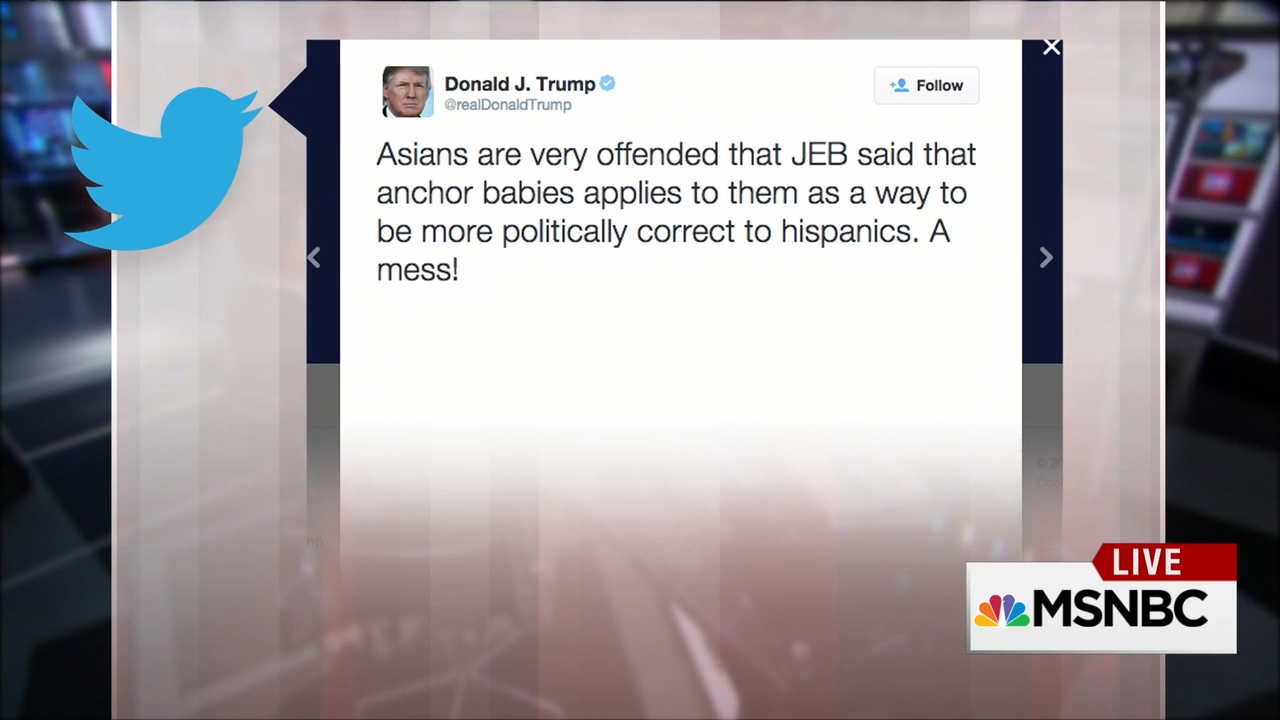 Donald J. Trump
@realDonaldTrump
Follow
Asians are very offended that JEB said that
anchor babies applies to them as a way to
be more politically correct to hispanics. A
mess!
LIVE
MSNBC